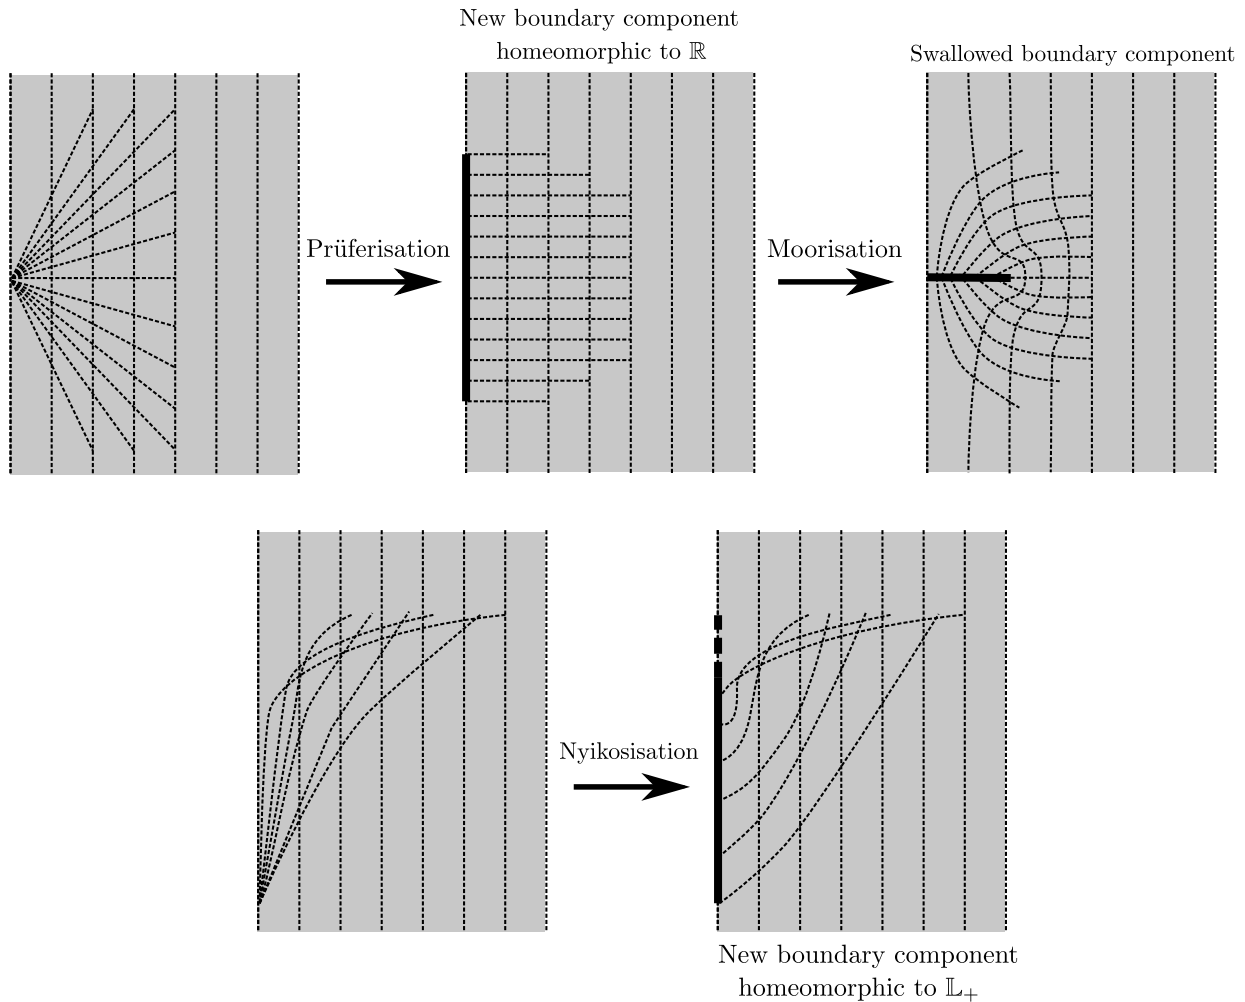 New boundary component
homeomorphic to ℝ
Swallowed boundary component
Prüferisation
Moorisation
Nyikosisation
New boundary component
homeomorphic to 𝕃₊